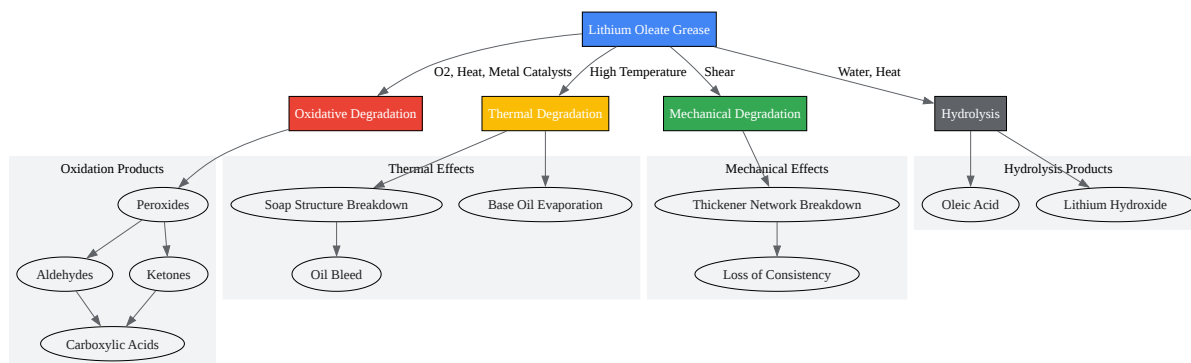 Lithium Oleate Grease
O2, Heat, Metal Catalysts
High Temperature
Shear
Water, Heat
Oxidative Degradation
Thermal Degradation
Mechanical Degradation
Hydrolysis
Oxidation Products
Thermal Effects
Mechanical Effects
Hydrolysis Products
Peroxides
Soap Structure Breakdown
Base Oil Evaporation
Thickener Network Breakdown
Oleic Acid
Lithium Hydroxide
Aldehydes
Ketones
Oil Bleed
Loss of Consistency
Carboxylic Acids